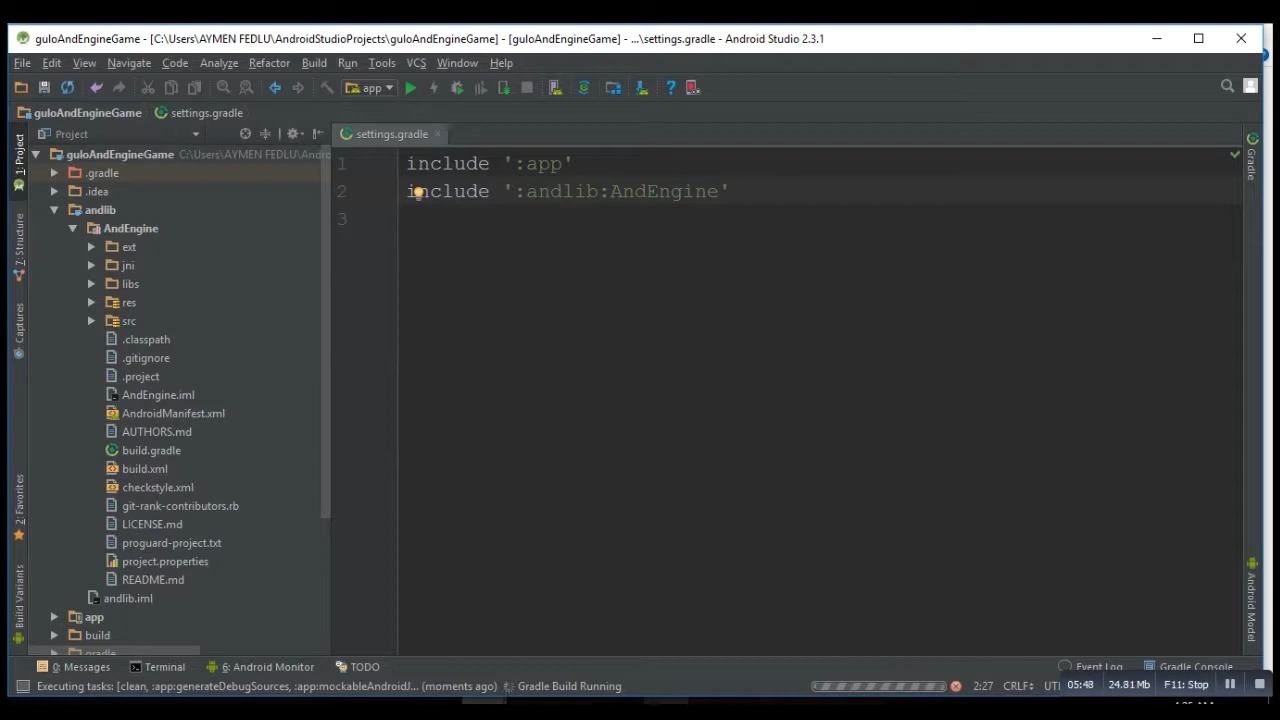 guloAndEngineGame - [C:\Users\AYMEN FEDLU\AndroidStudioProjects\guloAndEngineGame] - [guloAndEngineGame] - ...\settings.gradle - Android Studio 2.3.1
File Edit View Navigate Code Analyze Refactor Build Run Tools VCS Window Help
app
guloAndEngineGame settings.gradle
Project settings.gradle
guloAndEngineGame C:\Users\AYMEN FEDLU\Andro
.gradle
.idea
andlib
AndEngine
ext
jni
libs
res
src
.classpath
.gitignore
.project
AndEngine.iml
AndroidManifest.xml
AUTHORS.md
build.gradle
build.xml
checkstyle.xml
git-rank-contributors.rb
LICENSE.md
proguard-project.txt
project.properties
README.md
andlib.iml
app
build
gradle
1 include ':app'
2 include ':andlib:AndEngine'
3
1: Project
7: Structure
Captures
2: Favorites
Build Variants
Gradle
Android Model
0: Messages Terminal 6: Android Monitor TODO Event Log Gradle Console
Executing tasks: [clean, :app:generateDebugSources, :app:mockableAndroidJ... (moments ago) Gradle Build Running 2:27 CRLF÷ UT 05:48 24.81 Mb F11: Stop